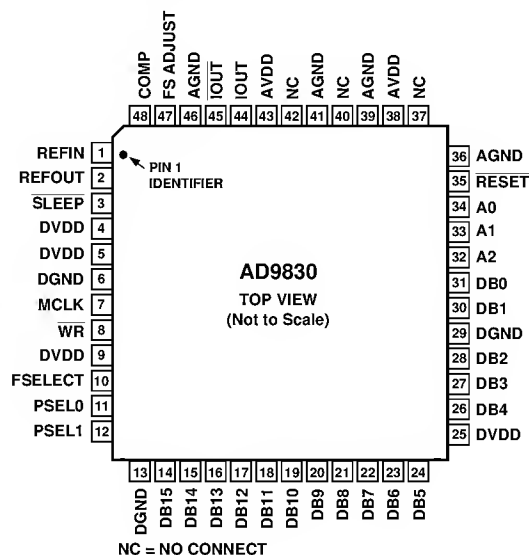 COMP
FS ADJUST
AGND
IOUT
IOUT
AVDD
NC
AGND
NC
AGND
AVDD
NC
48 47 46 45 44 43 42 41 40 39 38 37
REFIN 1
REFOUT 2
SLEEP 3
DVDD 4
DVDD 5
DGND 6
MCLK 7
WR 8
DVDD 9
FSELECT 10
PSEL0 11
PSEL1 12
PIN 1
IDENTIFIER
AD9830
TOP VIEW
(Not to Scale)
36 AGND
35 RESET
34 A0
33 A1
32 A2
31 DB0
30 DB1
29 DGND
28 DB2
27 DB3
26 DB4
25 DVDD
13 14 15 16 17 18 19 20 21 22 23 24
DGND
DB15
DB14
DB13
DB12
DB11
DB10
DB9
DB8
DB7
DB6
DB5
NC = NO CONNECT